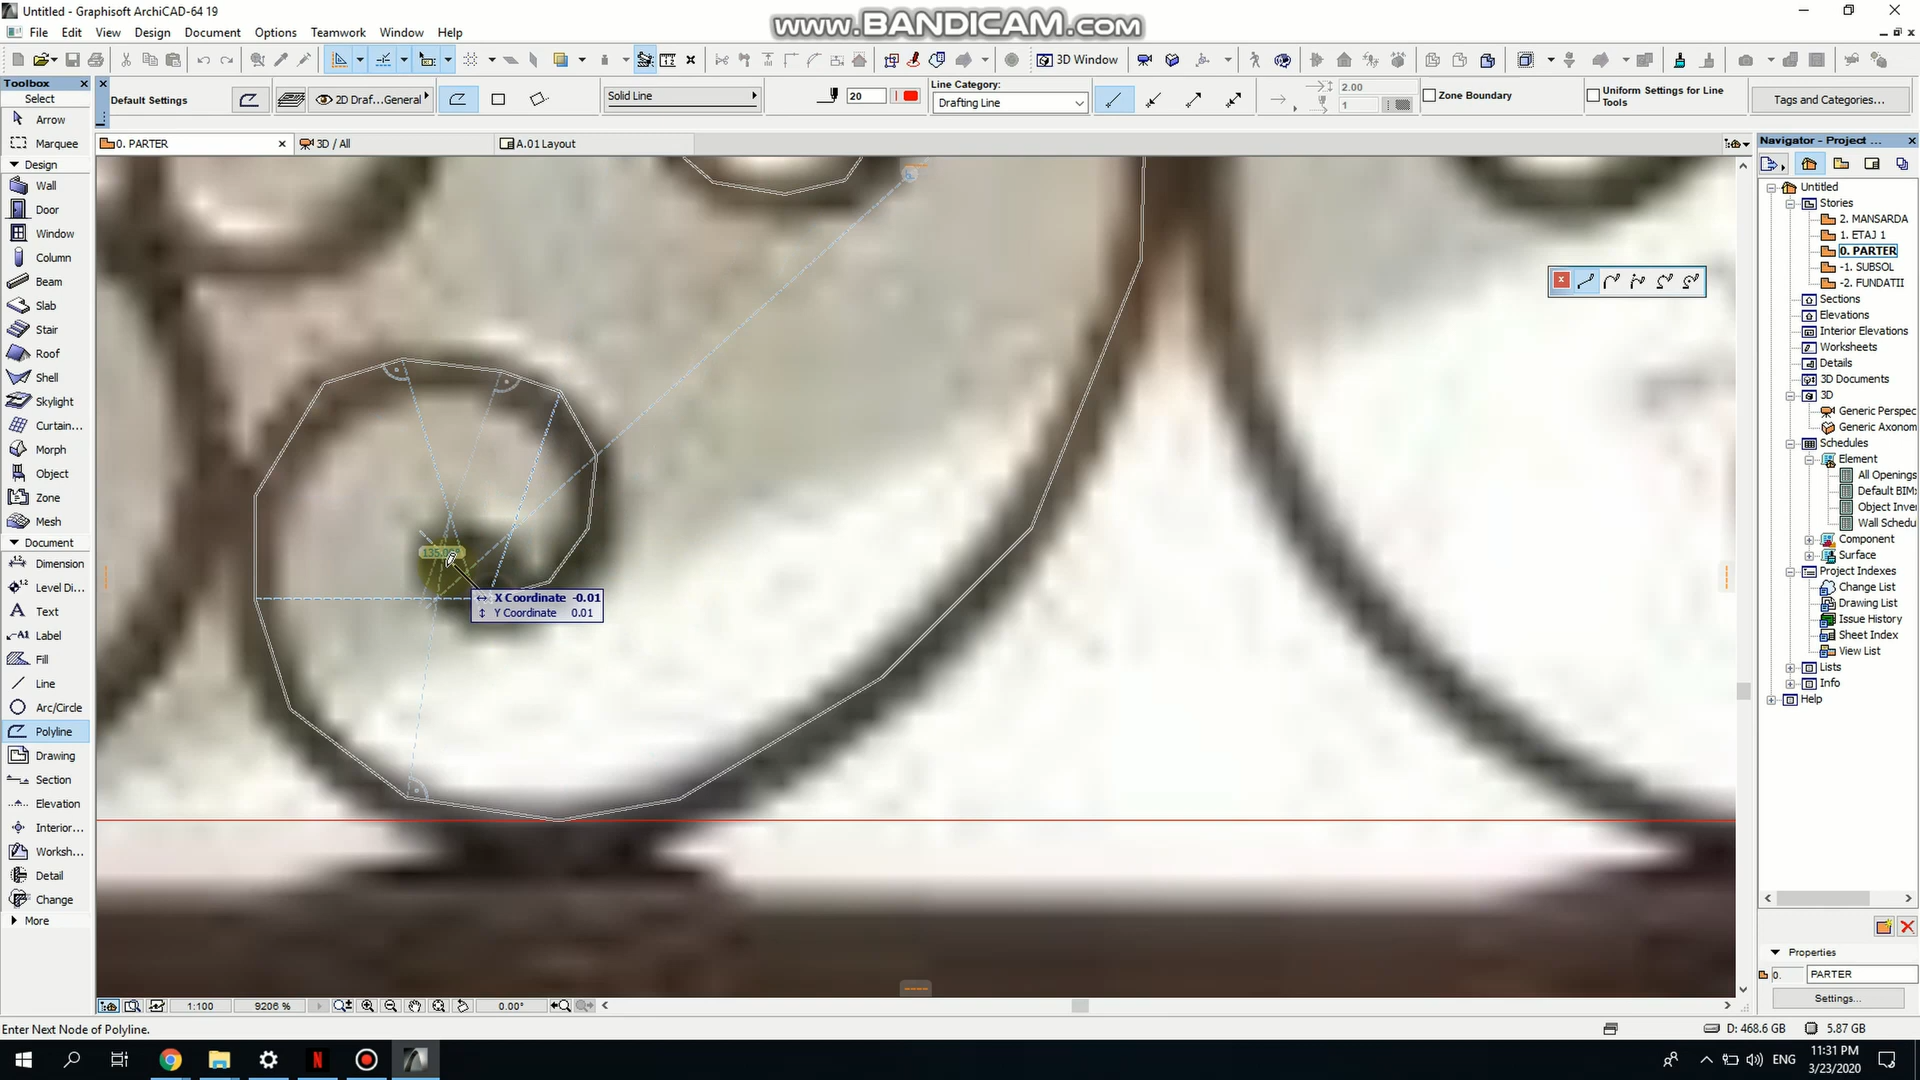 Untitled - Graphisoft ArchiCAD-64 19
www.BANDICAM.com
File Edit View Design Document Options Teamwork Window Help
3D Window
Toolbox
Select
Default Settings
2D Draf...General
Solid Line
20
Line Category:
Drafting Line
2.00
1
Zone Boundary
Uniform Settings for Line Tools
Tags and Categories...
0. PARTER
3D / All
A.01 Layout
Navigator - Project ...
Arrow
Marquee
Design
Wall
Door
Window
Column
Beam
Slab
Stair
Roof
Shell
Skylight
Curtain...
Morph
Object
Zone
Mesh
Document
Dimension
Level Di...
Text
Label
Fill
Line
Arc/Circle
Polyline
Drawing
Section
Elevation
Interior...
Worksh...
Detail
Change
More
X Coordinate -0.01
Y Coordinate 0.01
Untitled
Stories
2. MANSARDA
1. ETAJ 1
0. PARTER
-1. SUBSOL
-2. FUNDATII
Sections
Elevations
Interior Elevations
Worksheets
Details
3D Documents
3D
Generic Perspec
Generic Axonom
Schedules
Element
All Openings
Default BIM
Object Inve
Wall Schedu
Component
Surface
Project Indexes
Change List
Drawing List
Issue History
Sheet Index
View List
Lists
Info
Help
Properties
0. PARTER
Settings...
1:100
9206 %
0.00°
Enter Next Node of Polyline.
D: 468.6 GB
5.87 GB
ENG
11:31 PM
3/23/2020